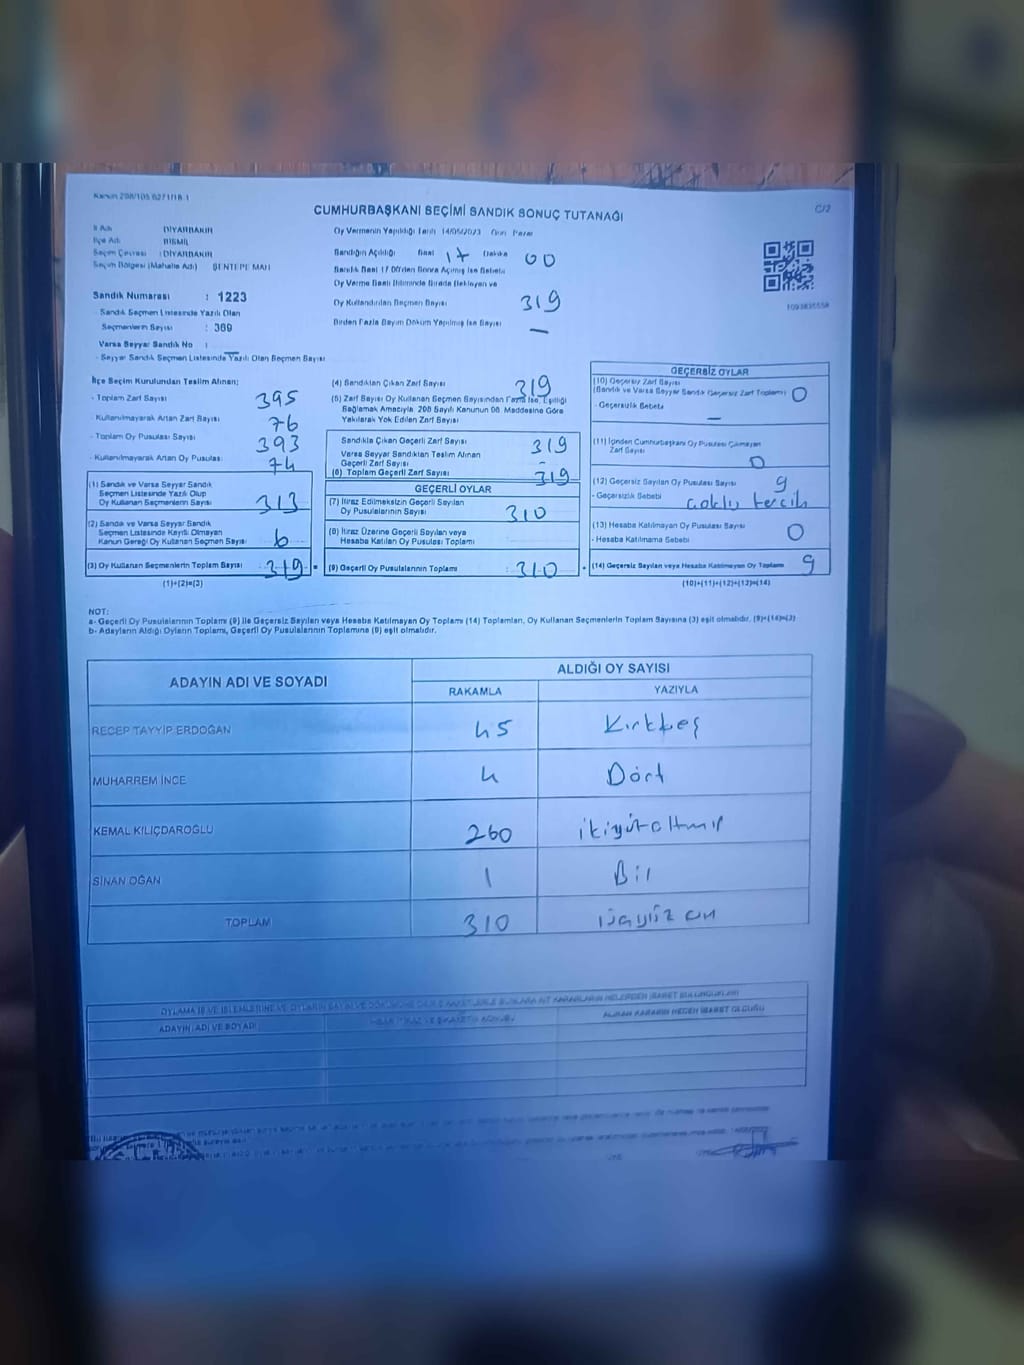 C/2
CUMHURBAŞKANI SEÇİMİ SANDIK SONUÇ TUTANAĞI
İl Adı : DİYARBAKIR
İlçe Adı : BİSMİL
Seçim Çevresi : DİYARBAKIR
Seçim Bölgesi (Mahalle Adı) ŞENTEPE MAH
Sandık Numarası : 1223
Sandık Seçmen Listesinde Yazılı Olan
Seçmenlerin Sayısı : 369
Varsa Seyyar Sandık No :
- Seyyar Sandık Seçmen Listesinde Yazılı Olan Seçmen Sayısı
Oy Vermenin Yapıldığı Tarih 14/05/2023 Gün Pazar
Sandığın Açıldığı Saat 17 Dakika 00
Sandık Saat 17 00'den Sonra Açılmış İse Sebebi
Oy Verme Saati Bitiminde Sırada Bekleyen ve
Oy Kullandırılan Seçmen Sayısı 319
Birden Fazla Sayım Döküm Yapılmış İse Sayısı —
İlçe Seçim Kurulundan Teslim Alınan;
- Toplam Zarf Sayısı 395
- Kullanılmayarak Artan Zarf Sayısı 76
- Toplam Oy Pusulası Sayısı 393
- Kullanılmayarak Artan Oy Pusulası 74
(1) Sandık ve Varsa Seyyar Sandık
Seçmen Listesinde Yazılı Olup
Oy Kullanan Seçmenlerin Sayısı 313
(2) Sandık ve Varsa Seyyar Sandık
Seçmen Listesinde Kayıtlı Olmayan
Kanun Gereği Oy Kullanan Seçmen Sayısı 6
(3) Oy Kullanan Seçmenlerin Toplam Sayısı 319 =
(1)+(2)=(3)
(4) Sandıktan Çıkan Zarf Sayısı 319
(5) Zarf Sayısı Oy Kullanan Seçmen Sayısından Fazla İse, Eşitliği
Sağlamak Amacıyla 298 Sayılı Kanunun 98. Maddesine Göre
Yakılarak Yok Edilen Zarf Sayısı
Sandıkta Çıkan Geçerli Zarf Sayısı 319
Varsa Seyyar Sandıktan Teslim Alınan
Geçerli Zarf Sayısı -
(6) Toplam Geçerli Zarf Sayısı 319
GEÇERLİ OYLAR
(7) İtiraz Edilmeksizin Geçerli Sayılan
Oy Pusulalarının Sayısı 310
(8) İtiraz Üzerine Geçerli Sayılan veya
Hesaba Katılan Oy Pusulası Toplamı
(9) Geçerli Oy Pusulalarının Toplamı : 310 +
GEÇERSİZ OYLAR
(10) Geçersiz Zarf Sayısı
(Sandık ve Varsa Seyyar Sandık Geçersiz Zarf Toplamı) 0
- Geçersizlik Sebebi —
(11) İçinden Cumhurbaşkanı Oy Pusulası Çıkmayan
Zarf Sayısı 0
(12) Geçersiz Sayılan Oy Pusulası Sayısı 9
- Geçersizlik Sebebi çoklu tercih
(13) Hesaba Katılmayan Oy Pusulası Sayısı 0
- Hesaba Katılmama Sebebi
(14) Geçersiz Sayılan veya Hesaba Katılmayan Oy Toplamı 9
(10)+(11)+(12)+(13)=(14)
NOT:
a- Geçerli Oy Pusulalarının Toplamı (9) ile Geçersiz Sayılan veya Hesaba Katılmayan Oy Toplamı (14) Toplamları, Oy Kullanan Seçmenlerin Toplam Sayısına (3) eşit olmalıdır. (9)+(14)=(3)
b- Adayların Aldığı Oyların Toplamı, Geçerli Oy Pusulalarının Toplamına (9) eşit olmalıdır.
ADAYIN ADI VE SOYADI
ALDIĞI OY SAYISI
RAKAMLA YAZIYLA
RECEP TAYYİP ERDOĞAN 45 Kırkbeş
MUHARREM İNCE 4 Dört
KEMAL KILIÇDAROĞLU 260 ikiyüzaltmış
SİNAN OĞAN 1 Bir
TOPLAM 310 üçyüz on
ADAYIN ADI VE SOYADI